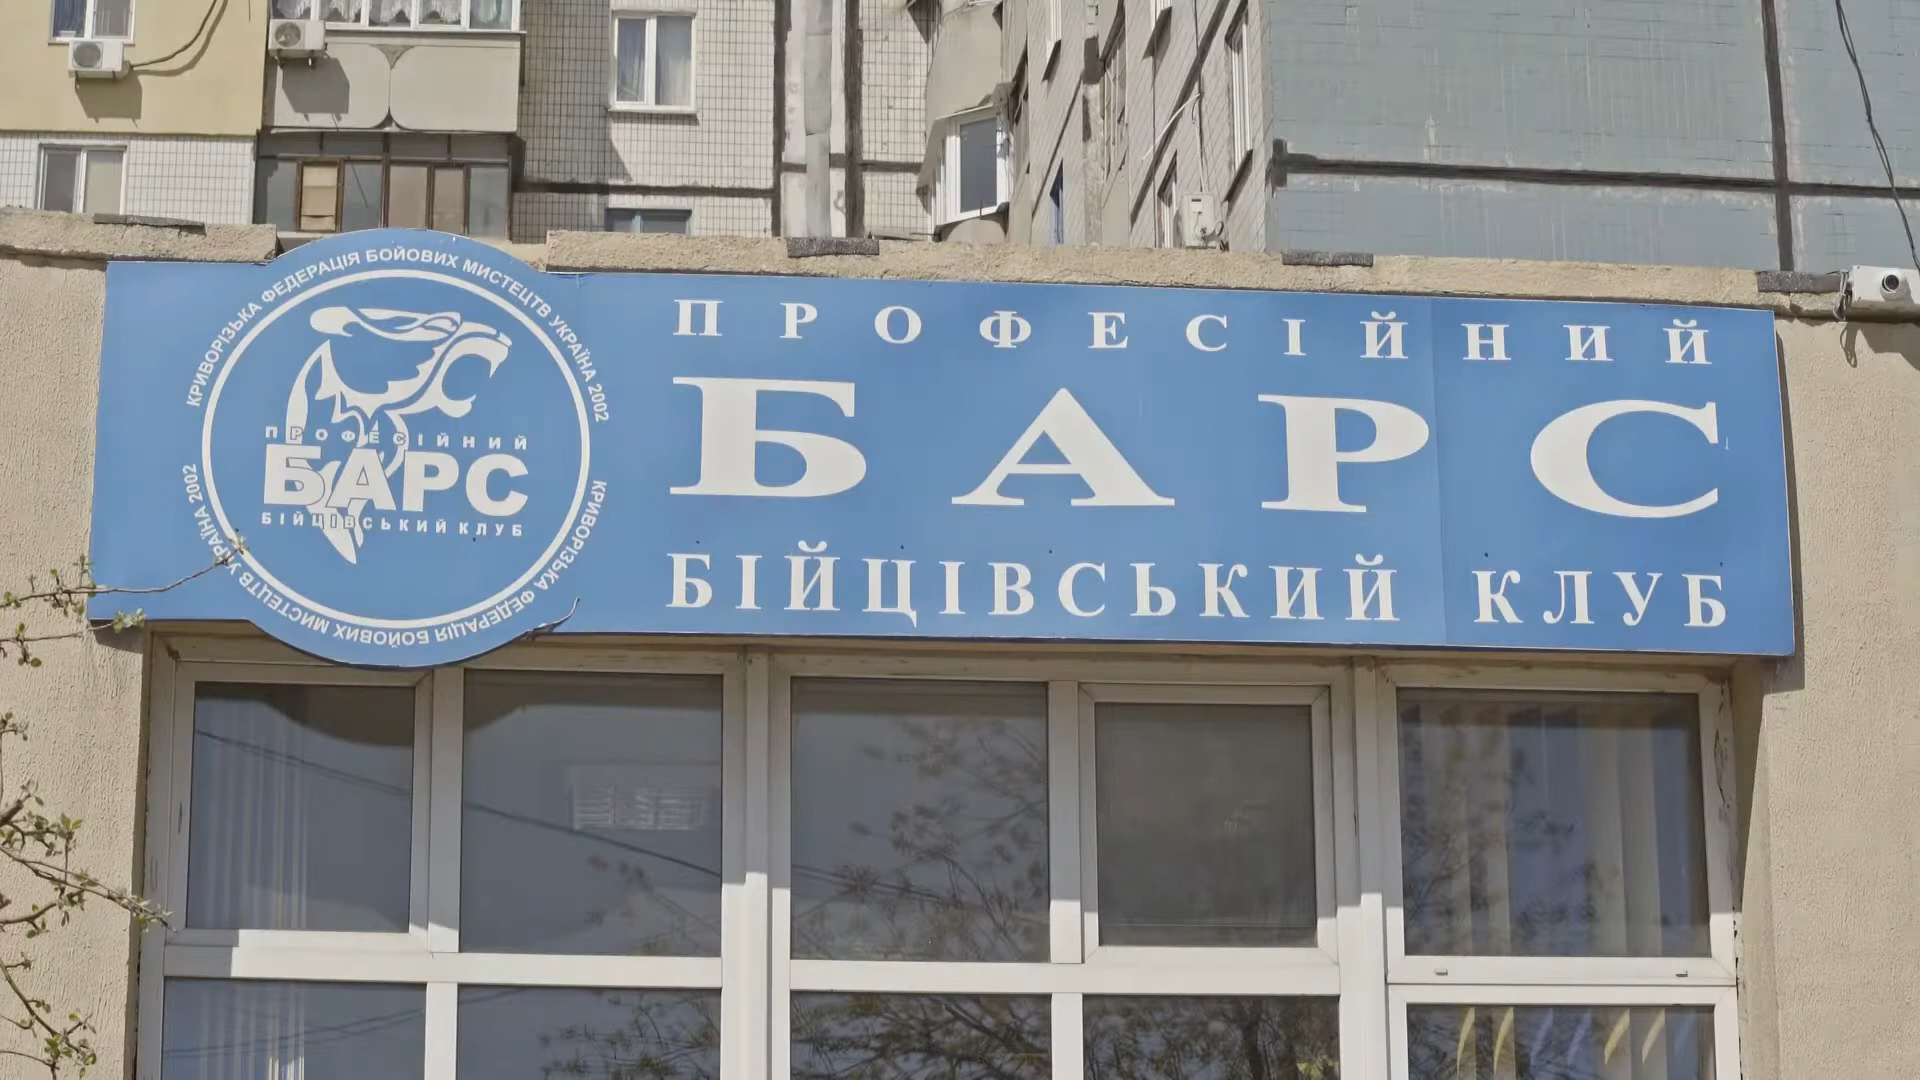 КРИВОРІЗЬКА ФЕДЕРАЦІЯ БОЙОВИХ МИСТЕЦТВ УКРАЇНА 2002
ПРОФЕСІЙНИЙ
БАРС
БІЙЦІВСЬКИЙ КЛУБ
КРИВОРІЗЬКА ФЕДЕРАЦІЯ БОЙОВИХ МИСТЕЦТВ УКРАЇНА 2002
ПРОФЕСІЙНИЙ
БАРС
БІЙЦІВСЬКИЙ КЛУБ